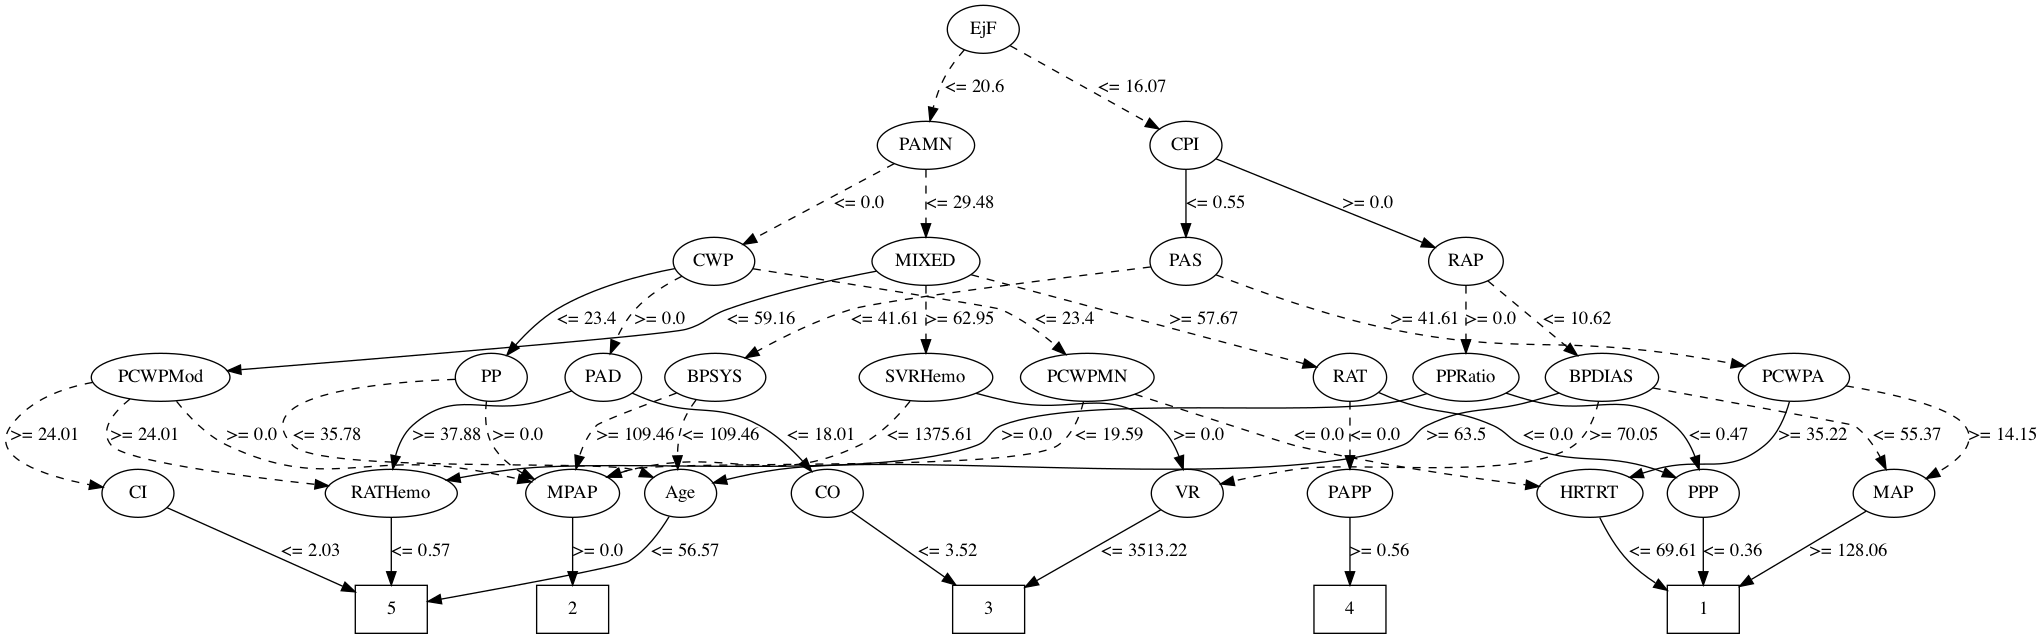 EjF
<= 20.6 <= 16.07
PAMN CPI
<= 0.0 <= 29.48 <= 0.55 >= 0.0
CWP MIXED PAS RAP
<= 23.4 >= 0.0 <= 59.16 <= 41.61 >= 62.95 <= 23.4 >= 57.67 >= 41.61 >= 0.0 <= 10.62
PCWPMod PP PAD BPSYS SVRHemo PCWPMN RAT PPRatio BPDIAS PCWPA
>= 24.01 >= 24.01 >= 0.0 <= 35.78 >= 37.88 >= 0.0 >= 109.46 <= 109.46 <= 18.01 <= 1375.61 >= 0.0 <= 19.59 >= 0.0 <= 0.0 <= 0.0 >= 63.5 <= 0.0 >= 70.05 <= 0.47 >= 35.22 <= 55.37 >= 14.15
CI RATHemo MPAP Age CO VR PAPP HRTRT PPP MAP
<= 2.03 <= 0.57 >= 0.0 <= 56.57 <= 3.52 <= 3513.22 >= 0.56 <= 69.61 <= 0.36 >= 128.06
5 2 3 4 1